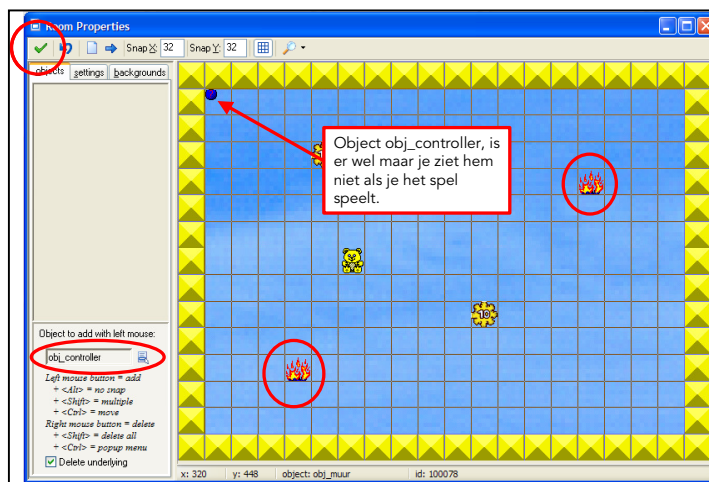 Room Properties
Snap X: 32 Snap Y: 32
objects settings backgrounds
Object obj_controller, is
er wel maar je ziet hem
niet als je het spel
speelt.
10
Object to add with left mouse:
obj_controller
Left mouse button = add
+ <Alt> = no snap
+ <Shift> = multiple
+ <Ctrl> = move
Right mouse button = delete
+ <Shift> = delete all
+ <Ctrl> = popup menu
Delete underlying
x: 320 y: 448 object: obj_muur id: 100078